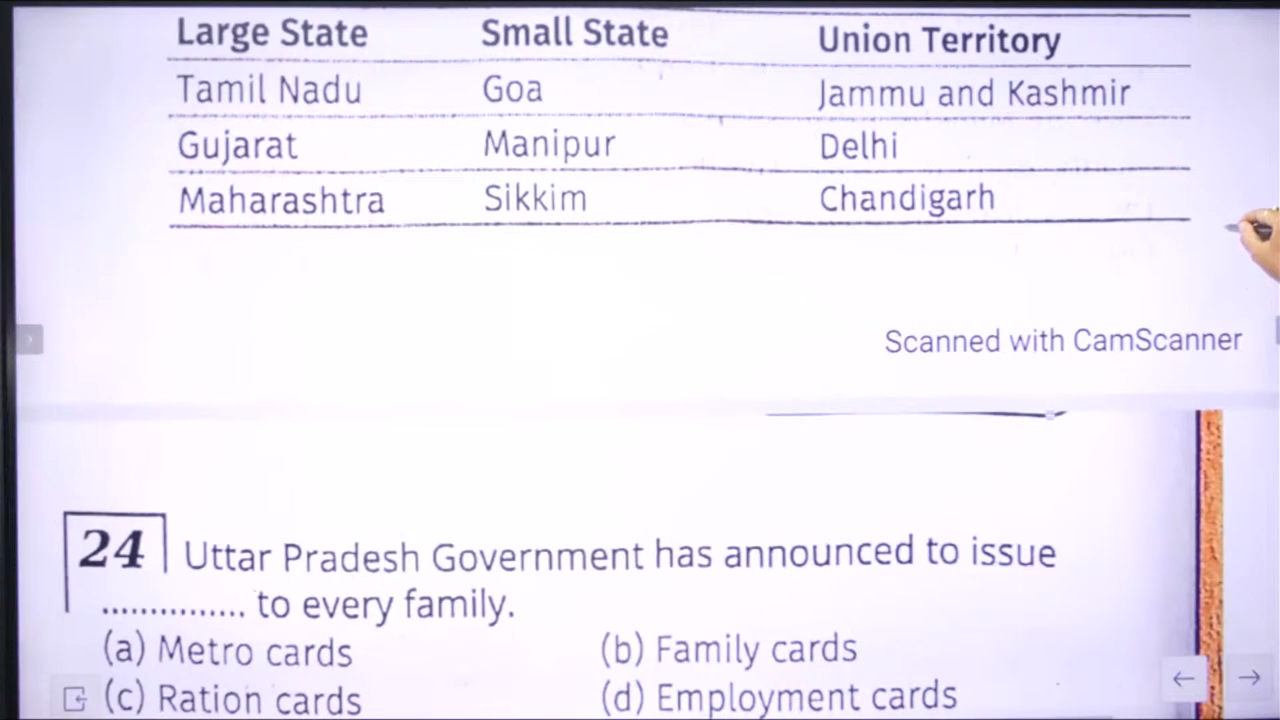 Large State Small State Union Territory
Tamil Nadu Goa Jammu and Kashmir
Gujarat Manipur Delhi
Maharashtra Sikkim Chandigarh
Scanned with CamScanner
24 Uttar Pradesh Government has announced to issue
............... to every family.
(a) Metro cards (b) Family cards
(c) Ration cards (d) Employment cards